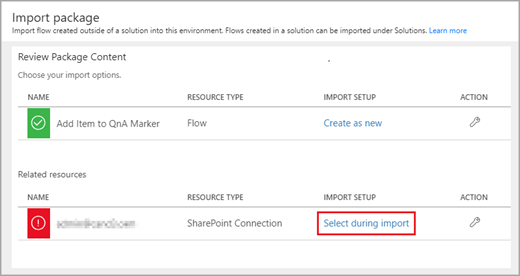 Import package
Import flow created outside of a solution into this environment. Flows created in a solution can be imported under Solutions. Learn more
Review Package Content
Choose your import options.
NAME RESOURCE TYPE IMPORT SETUP ACTION
Add Item to QnA Marker Flow Create as new
Related resources
NAME RESOURCE TYPE IMPORT SETUP ACTION
SharePoint Connection Select during import